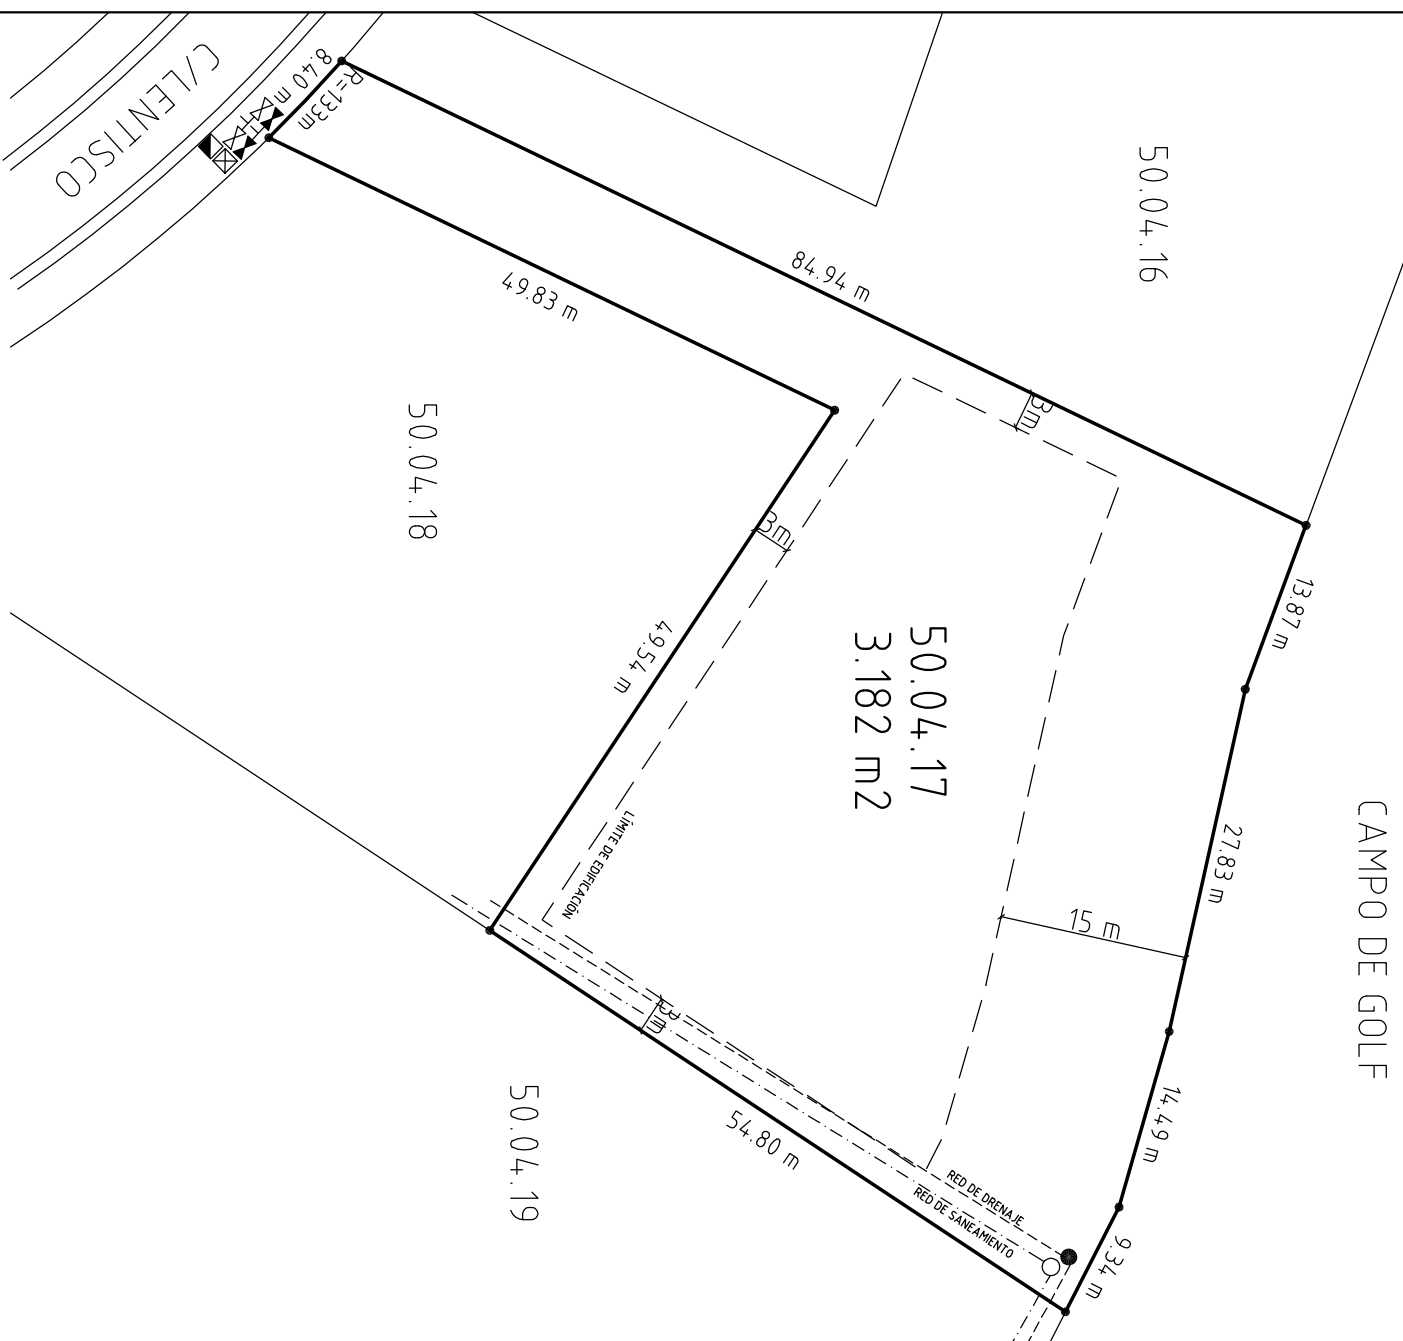 C/LENTISCO
8.40 m
R=133m
50.04.16
84.94 m
49.83 m
3m
50.04.18
3m
13.87 m
49.54 m
50.04.17
3.182 m2
CAMPO DE GOLF
27.83 m
LÍMITE DE EDIFICACIÓN
15 m
3m
50.04.19
54.80 m
14.49 m
RED DE DRENAJE
RED DE SANEAMIENTO
9.34 m